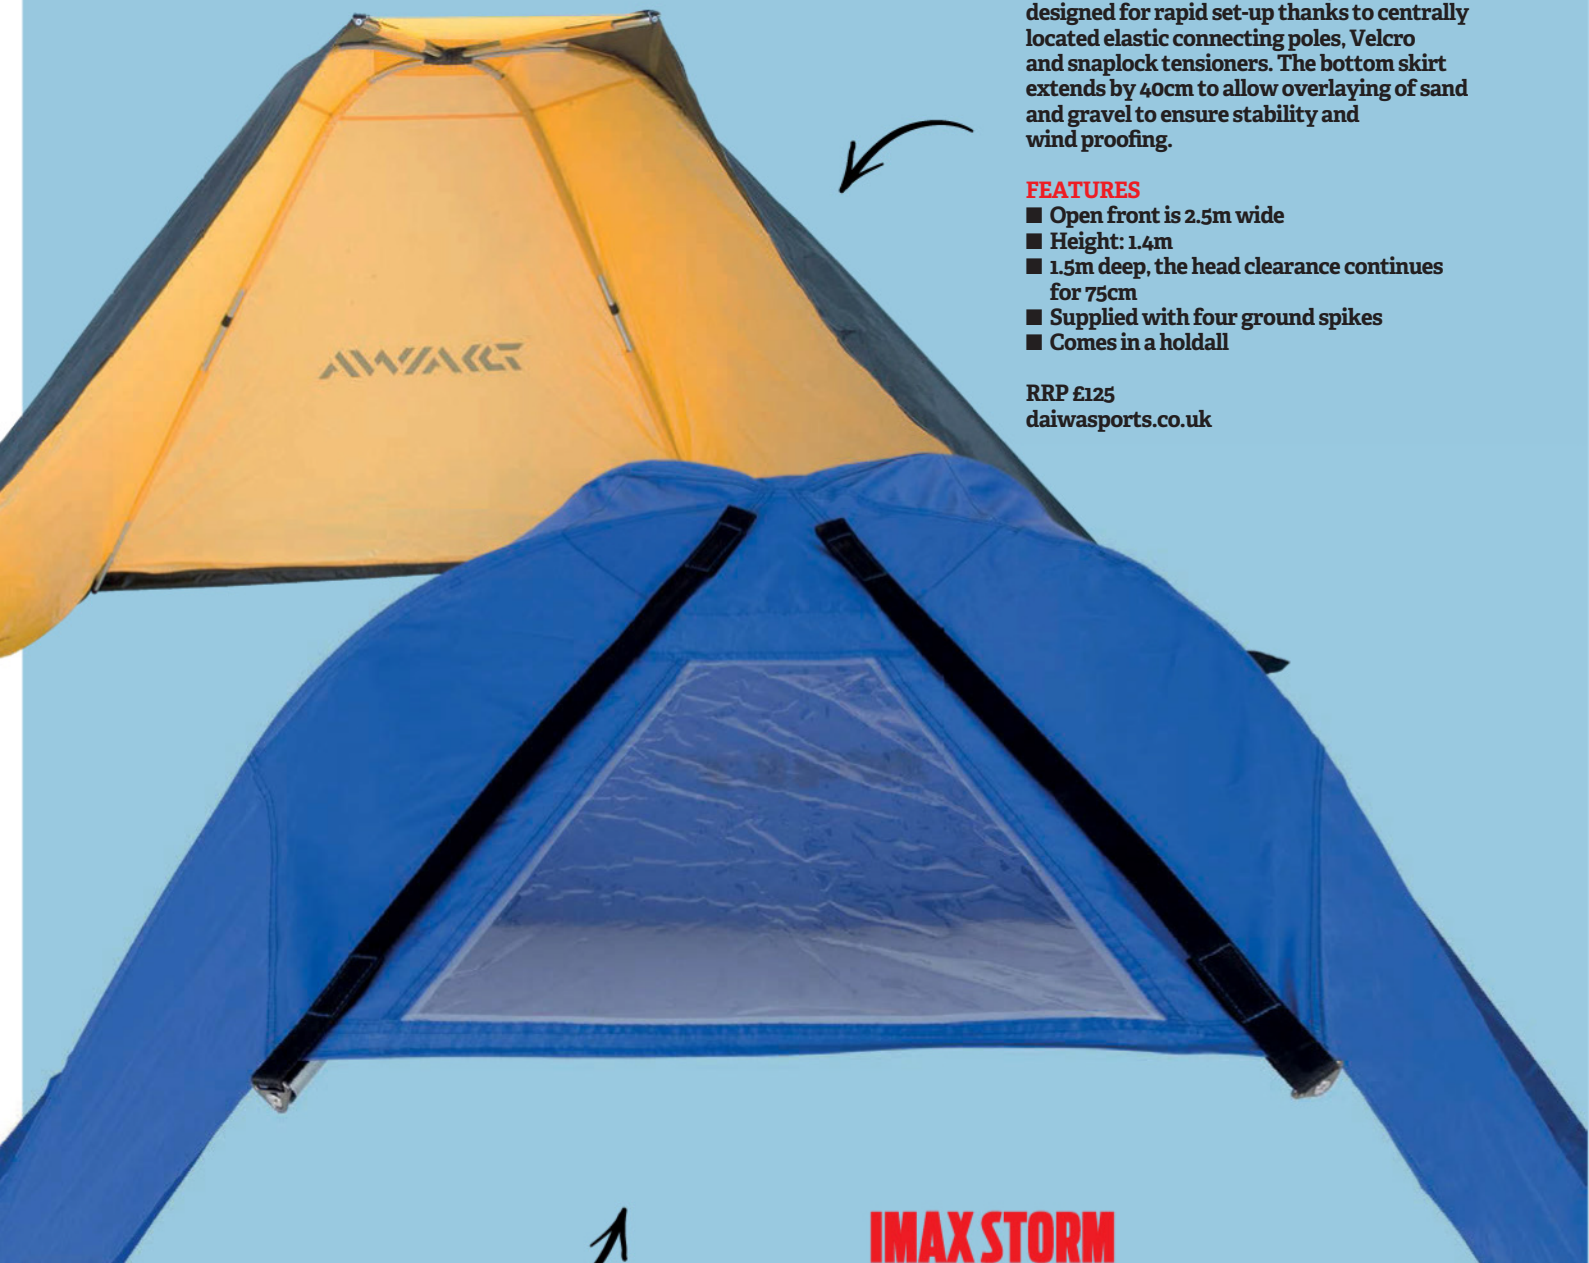 designed for rapid set-up thanks to centrally
located elastic connecting poles, Velcro
and snaplock tensioners. The bottom skirt
extends by 40cm to allow overlaying of sand
and gravel to ensure stability and
wind proofing.
FEATURES
■ Open front is 2.5m wide
■ Height: 1.4m
■ 1.5m deep, the head clearance continues
for 75cm
■ Supplied with four ground spikes
■ Comes in a holdall
RRP £125
daiwasports.co.uk
IMAX STORM